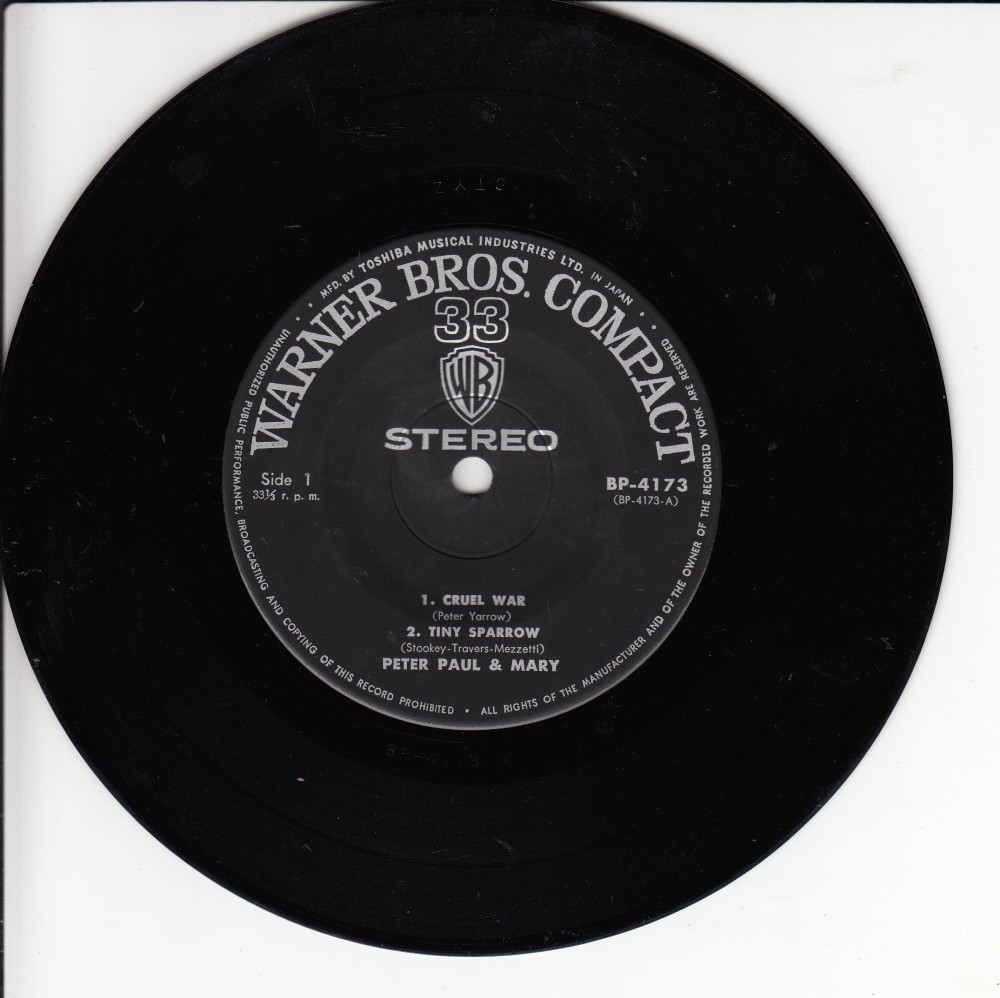 MFD. BY TOSHIBA MUSICAL INDUSTRIES LTD. IN JAPAN
WARNER BROS. COMPACT
33
WB
STEREO
Side 1
33⅓ r. p. m.
BP-4173
(BP-4173-A)
1. CRUEL WAR
(Peter Yarrow)
2. TINY SPARROW
(Stookey-Travers-Mezzetti)
PETER PAUL & MARY
UNAUTHORIZED PUBLIC PERFORMANCE, BROADCASTING AND COPYING OF THIS RECORD PROHIBITED • ALL RIGHTS OF THE MANUFACTURER AND OF THE OWNER OF THE RECORDED WORK ARE RESERVED